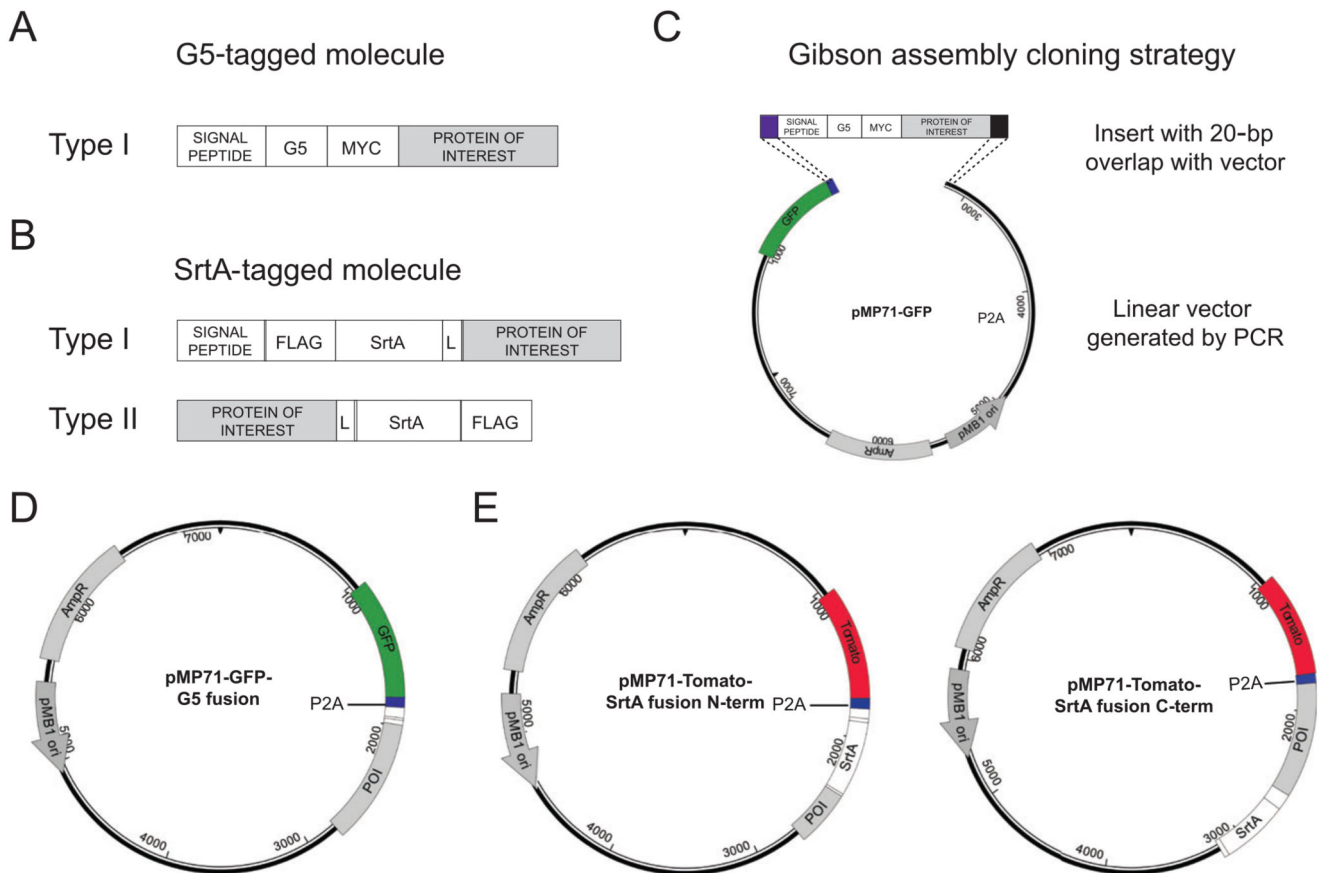 A
G5-tagged molecule
Type I
SIGNAL
PEPTIDE
G5
MYC
PROTEIN OF
INTEREST
B
SrtA-tagged molecule
Type I
SIGNAL
PEPTIDE
FLAG
SrtA
L
PROTEIN OF
INTEREST
Type II
PROTEIN OF
INTEREST
L
SrtA
FLAG
C
Gibson assembly cloning strategy
SIGNAL
PEPTIDE
G5
MYC
PROTEIN OF
INTEREST
Insert with 20-bp
overlap with vector
GFP
1000
3000
pMP71-GFP
P2A
4000
Linear vector
generated by PCR
7000
5000
pMB1 ori
6000
AmpR
D
7000
AmpR
6000
1000
GFP
pMP71-GFP-
G5 fusion
P2A
pMB1 ori
5000
2000
POI
4000
3000
E
AmpR
6000
1000
Tomato
pMP71-Tomato-
SrtA fusion N-term
P2A
5000
pMB1 ori
2000
SrtA
POI
4000
3000
7000
AmpR
6000
1000
Tomato
pMP71-Tomato-
SrtA fusion C-term
P2A
pMB1 ori
5000
2000
POI
SrtA
3000
4000